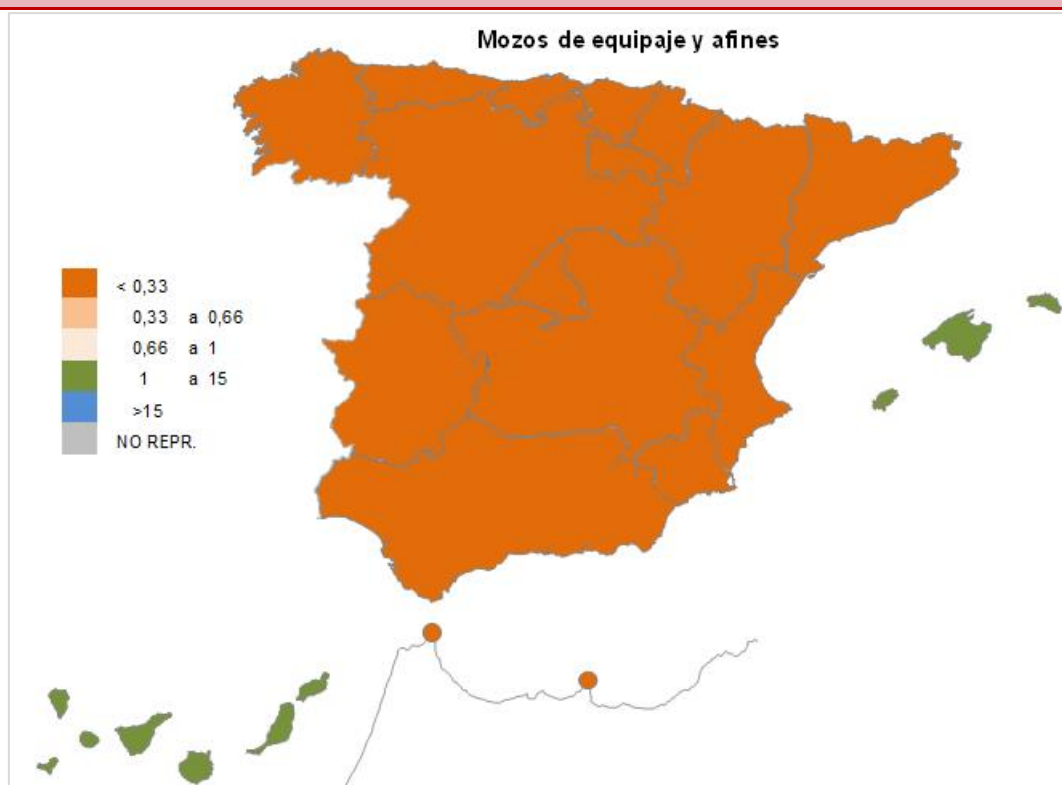 Mozos de equipaje y afines
< 0,33
0,33 a 0,66
0,66 a 1
1 a 15
>15
NO REPR.